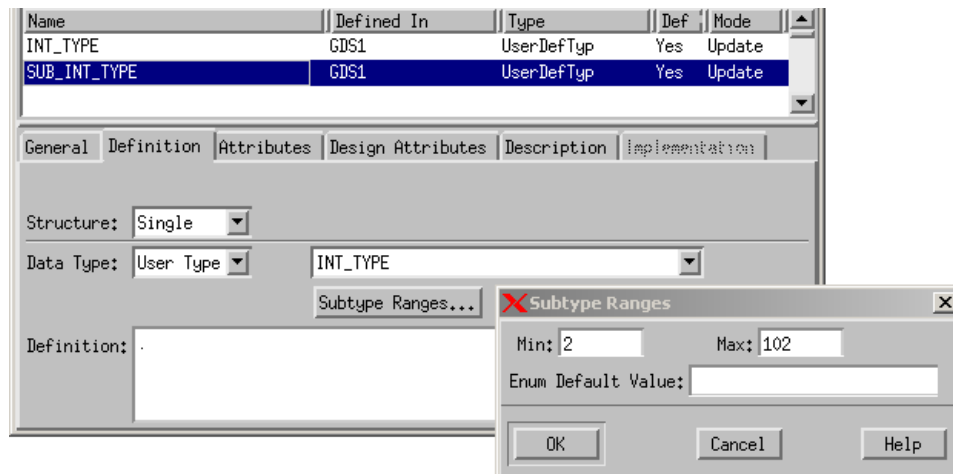 Name Defined In Type Def Mode
INT_TYPE GDS1 UserDefTyp Yes Update
SUB_INT_TYPE GDS1 UserDefTyp Yes Update
General Definition Attributes Design Attributes Description Implementation
Structure: Single
Data Type: User Type INT_TYPE
Subtype Ranges...
Definition: .
Subtype Ranges
Min: 2 Max: 102
Enum Default Value:
OK Cancel Help